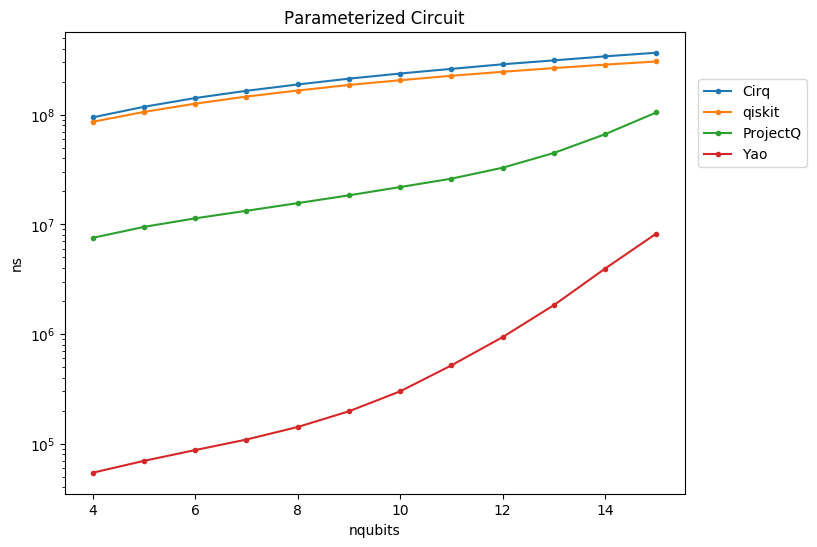 Parameterized Circuit
Cirq
qiskit
ProjectQ
Yao
10^8
10^7
10^6
10^5
ns
4 6 8 10 12 14
nqubits